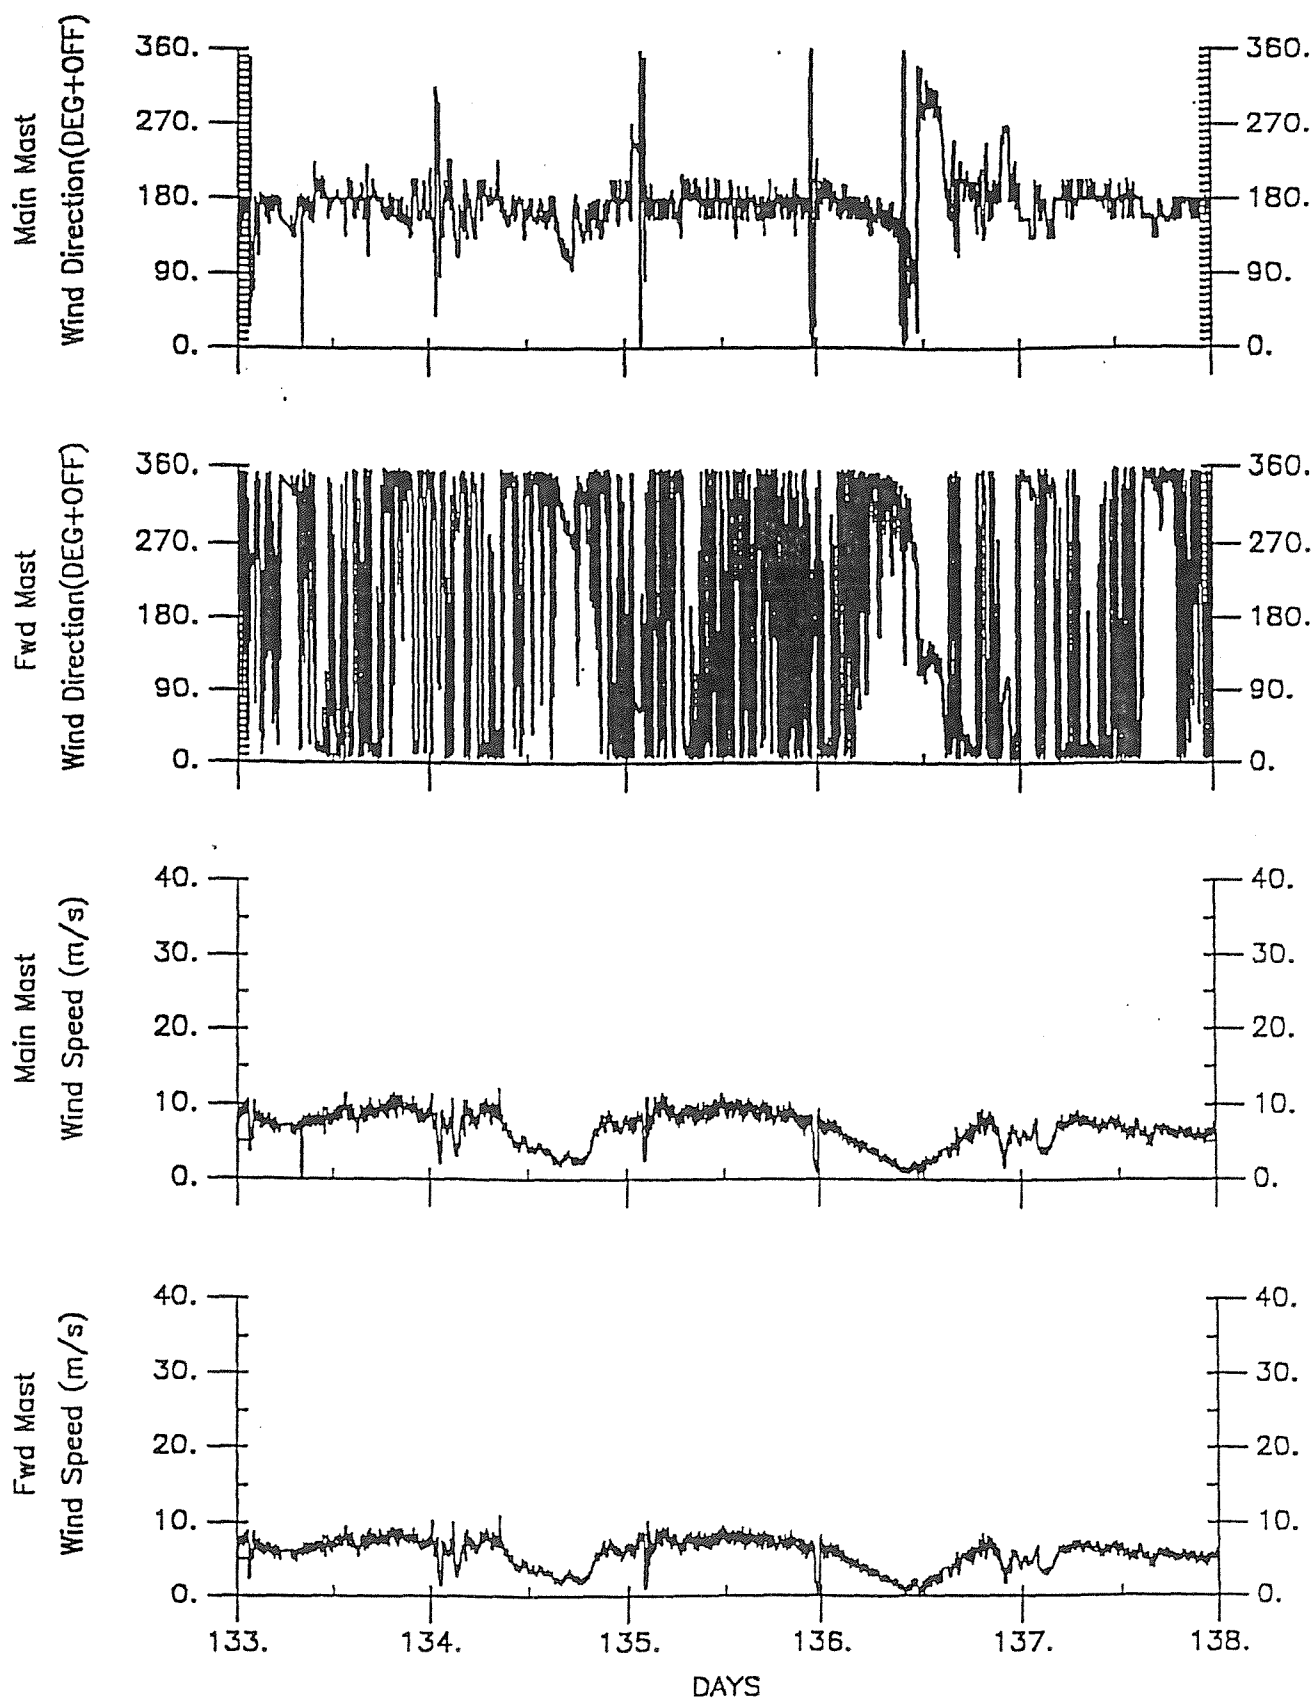 Main Mast
Wind Direction(DEG+OFF)
360. 360.
270. 270.
180. 180.
90. 90.
0. 0.
Fwd Mast
Wind Direction(DEG+OFF)
360. 360.
270. 270.
180. 180.
90. 90.
0. 0.
Main Mast
Wind Speed (m/s)
40. 40.
30. 30.
20. 20.
10. 10.
0. 0.
Fwd Mast
Wind Speed (m/s)
40. 40.
30. 30.
20. 20.
10. 10.
0. 0.
133. 134. 135. 136. 137. 138.
DAYS